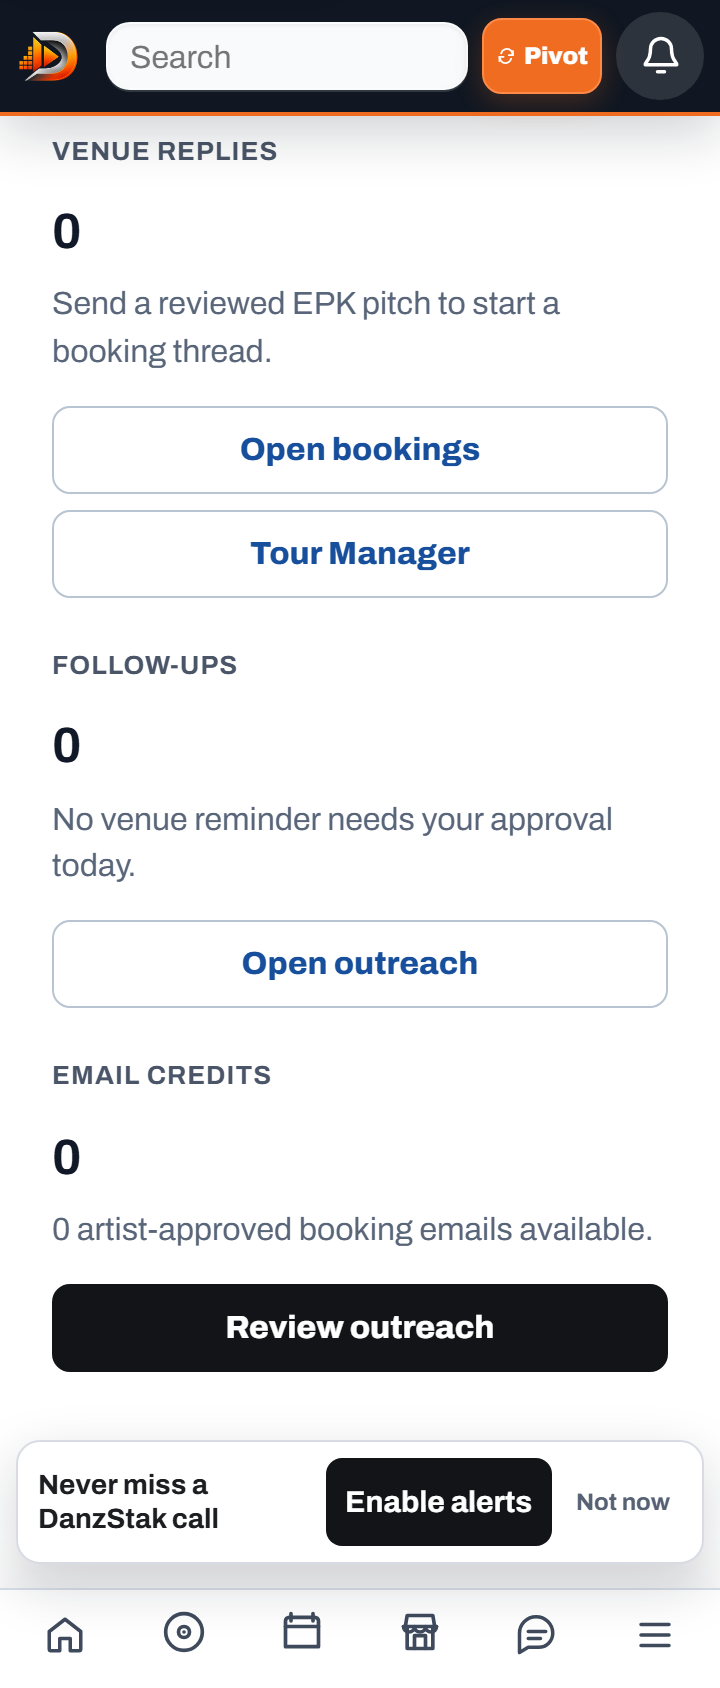 Search
Pivot
VENUE REPLIES
0
Send a reviewed EPK pitch to start a
booking thread.
Open bookings
Tour Manager
FOLLOW-UPS
0
No venue reminder needs your approval
today.
Open outreach
EMAIL CREDITS
0
0 artist-approved booking emails available.
Review outreach
Never miss a
DanzStak call
Enable alerts
Not now